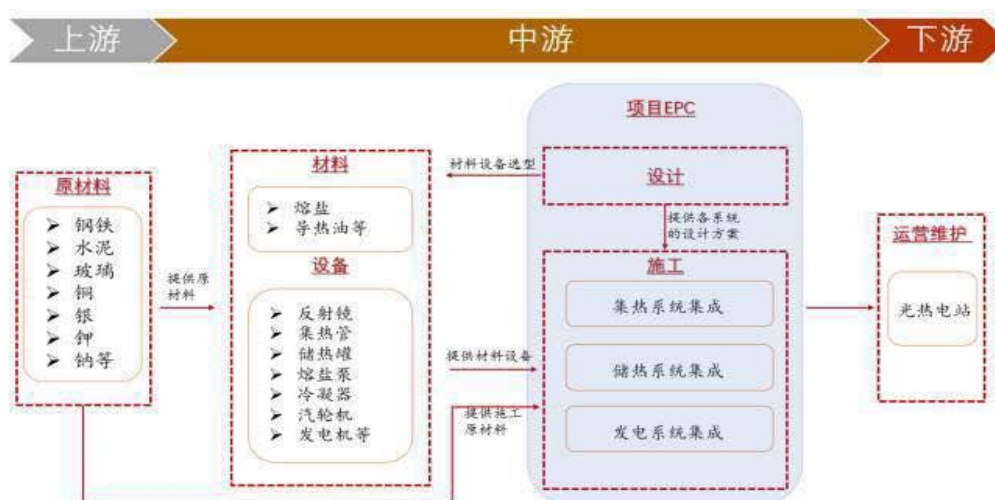 上游
中游
下游
原材料
钢铁
水泥
玻璃
铜
银
钾
钠等
提供原
材料
材料
熔盐
导热油等
设备
反射镜
集热管
储热罐
熔盐泵
冷凝器
汽轮机
发电机等
材料设备选型
提供材料设备
提供施工
原材料
项目EPC
设计
提供各系统
的设计方案
施工
集热系统集成
储热系统集成
发电系统集成
运营维护
光热电站